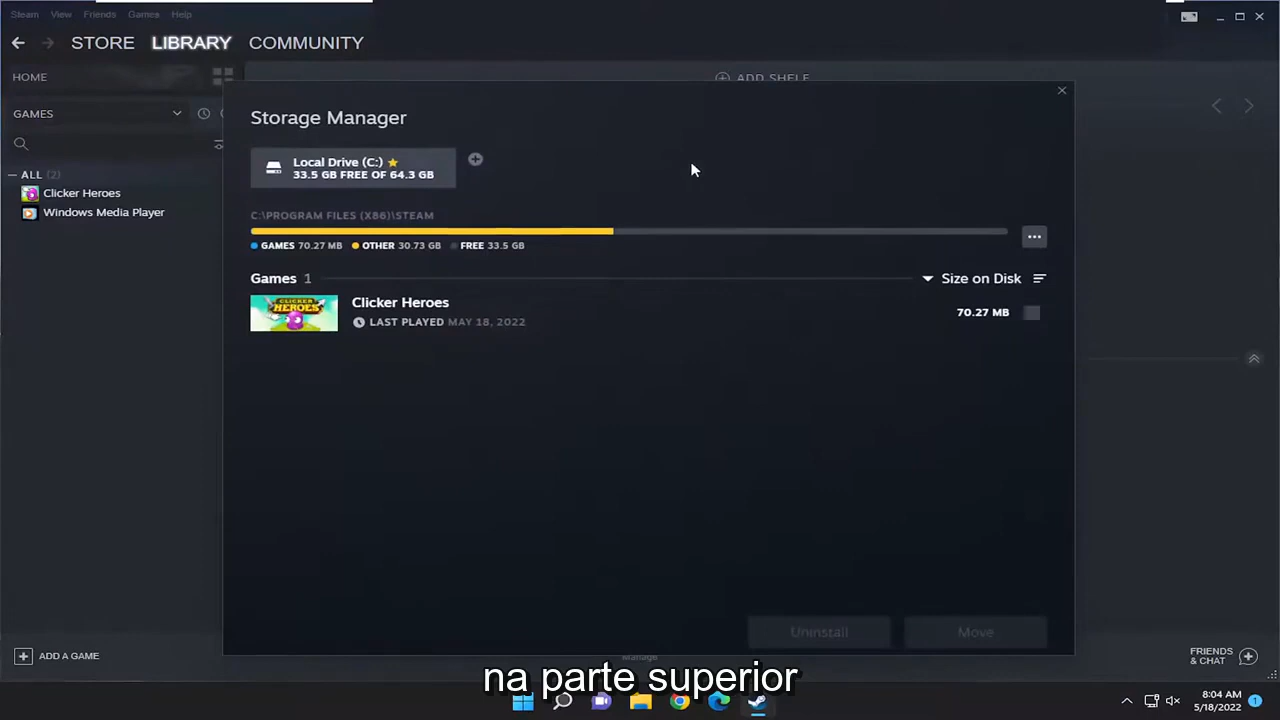 Steam View Friends Games Help
STORE LIBRARY COMMUNITY
HOME
ADD SHELF
GAMES
ALL (2)
Clicker Heroes
Windows Media Player
Storage Manager
Local Drive (C:)
33.5 GB FREE OF 64.3 GB
C:\PROGRAM FILES (X86)\STEAM
GAMES 70.27 MB OTHER 30.73 GB FREE 33.5 GB
Games 1
Size on Disk
CLICKER HEROES
Clicker Heroes
LAST PLAYED MAY 18, 2022
70.27 MB
Uninstall Move
ADD A GAME
Manage
FRIENDS & CHAT
na parte superior
8:04 AM
5/18/2022
1